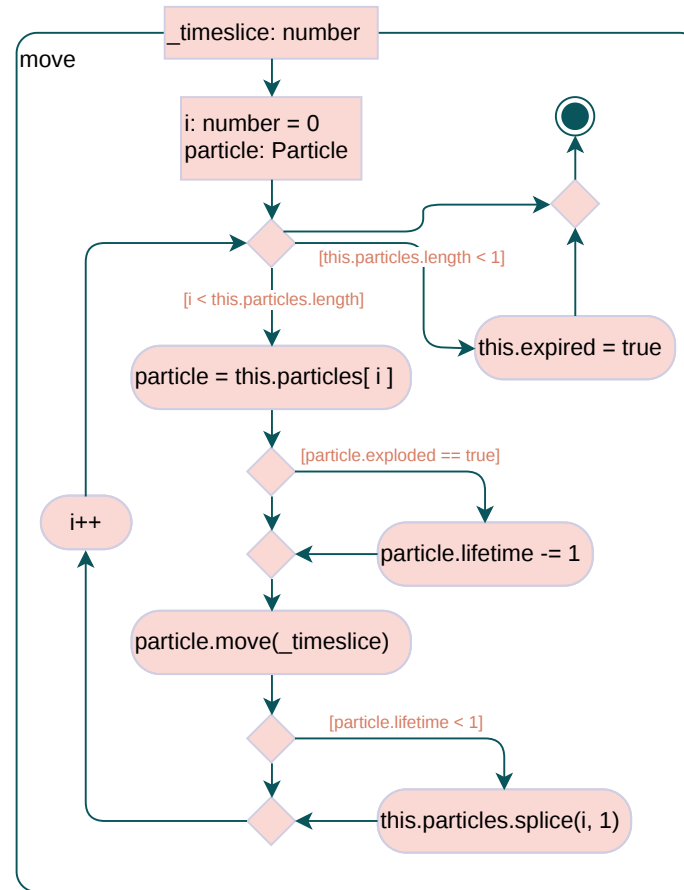 _timeslice: number
move
i: number = 0
particle: Particle
[this.particles.length < 1]
[i < this.particles.length]
this.expired = true
particle = this.particles[ i ]
[particle.exploded == true]
i++
particle.lifetime -= 1
particle.move(_timeslice)
[particle.lifetime < 1]
this.particles.splice(i, 1)